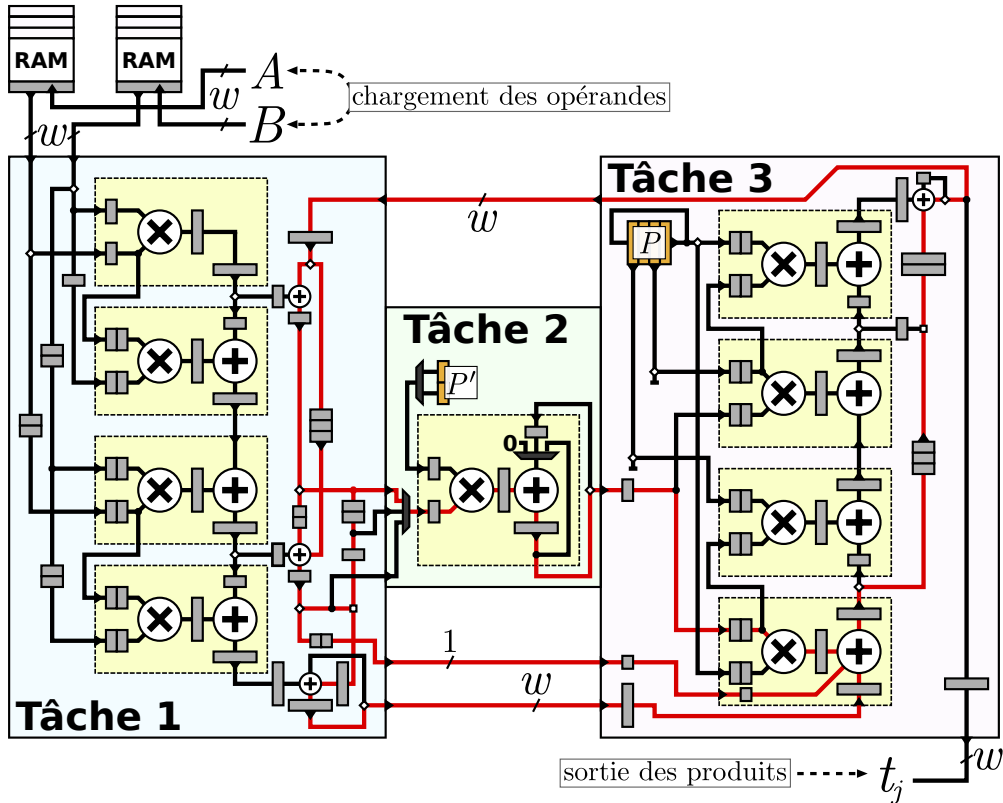 RAM
RAM
A
w
chargement des opérandes
B
w
Tâche 3
w
P
Tâche 2
P′
0
1
w
Tâche 1
sortie des produits
t_j
w